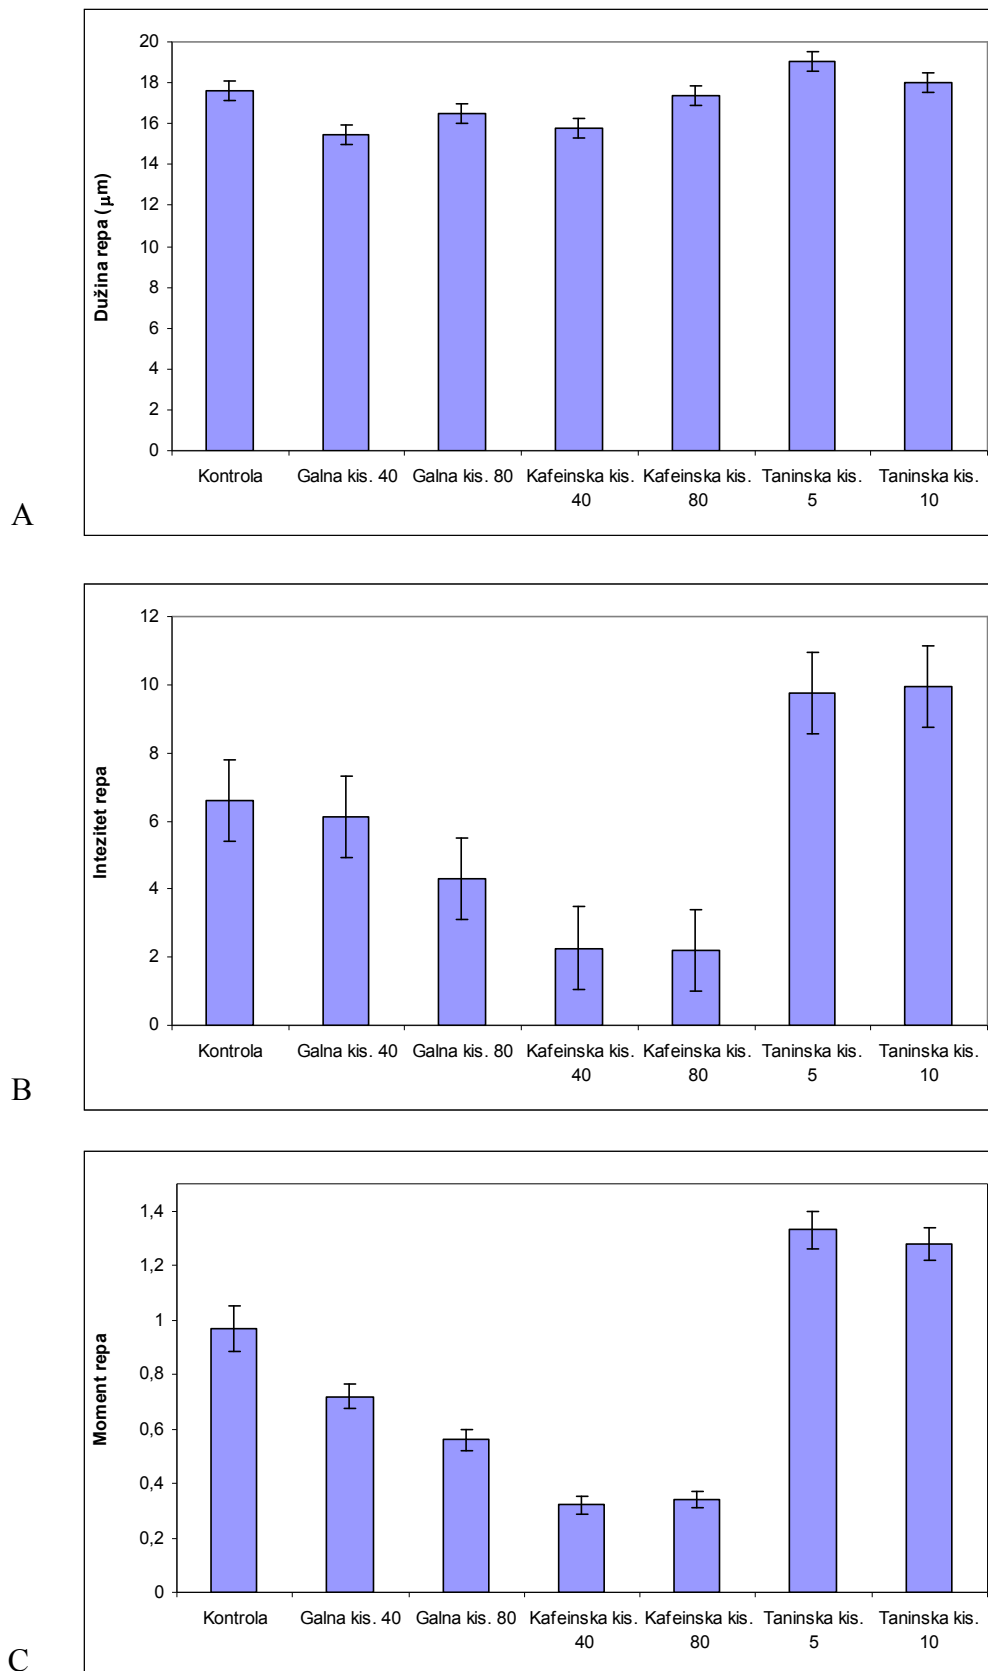 20
18
16
14
12
10
8
6
4
2
0
Dužina repa (μm)
Kontrola Galna kis. 40 Galna kis. 80 Kafeinska kis. Kafeinska kis. Taninska kis. Taninska kis.
40 80 5 10
A
12
10
8
6
4
2
0
Intezitet repa
Kontrola Galna kis. 40 Galna kis. 80 Kafeinska kis. Kafeinska kis. Taninska kis. Taninska kis.
40 80 5 10
B
1,4
1,2
1
0,8
0,6
0,4
0,2
0
Moment repa
Kontrola Galna kis. 40 Galna kis. 80 Kafeinska kis. Kafeinska kis. Taninska kis. Taninska kis.
40 80 5 10
C